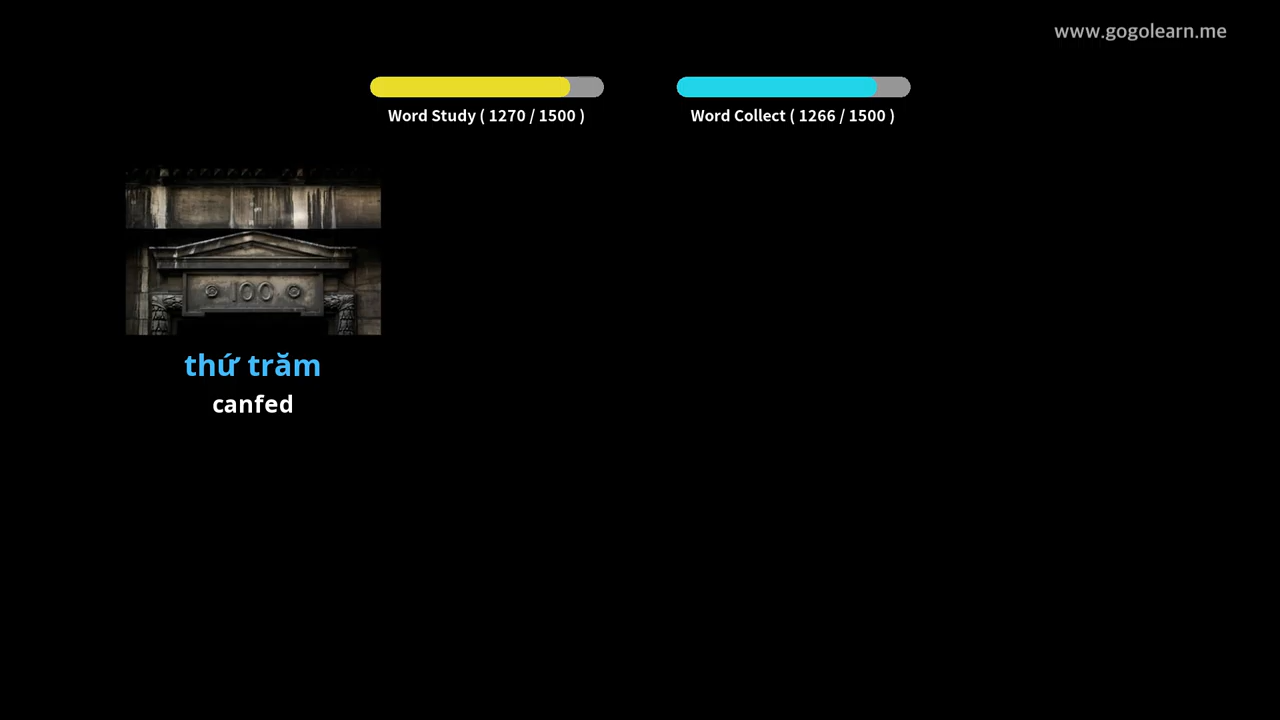 www.gogolearn.me
Word Study ( 1270 / 1500 )
Word Collect ( 1266 / 1500 )
100
thứ trăm
canfed